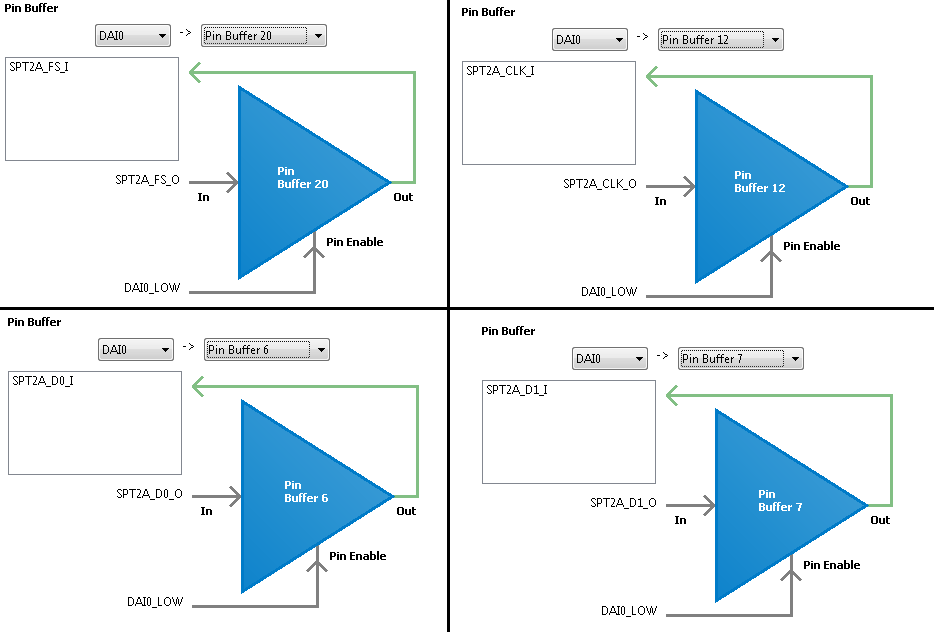 Pin Buffer
DAI0 -> Pin Buffer 20
SPT2A_FS_I
Pin
Buffer 20
SPT2A_FS_O
In
Out
Pin Enable
DAI0_LOW
Pin Buffer
DAI0 -> Pin Buffer 12
SPT2A_CLK_I
Pin
Buffer 12
SPT2A_CLK_O
In
Out
Pin Enable
DAI0_LOW
Pin Buffer
DAI0 -> Pin Buffer 6
SPT2A_D0_I
Pin
Buffer 6
SPT2A_D0_O
In
Out
Pin Enable
DAI0_LOW
Pin Buffer
DAI0 -> Pin Buffer 7
SPT2A_D1_I
Pin
Buffer 7
SPT2A_D1_O
In
Out
Pin Enable
DAI0_LOW